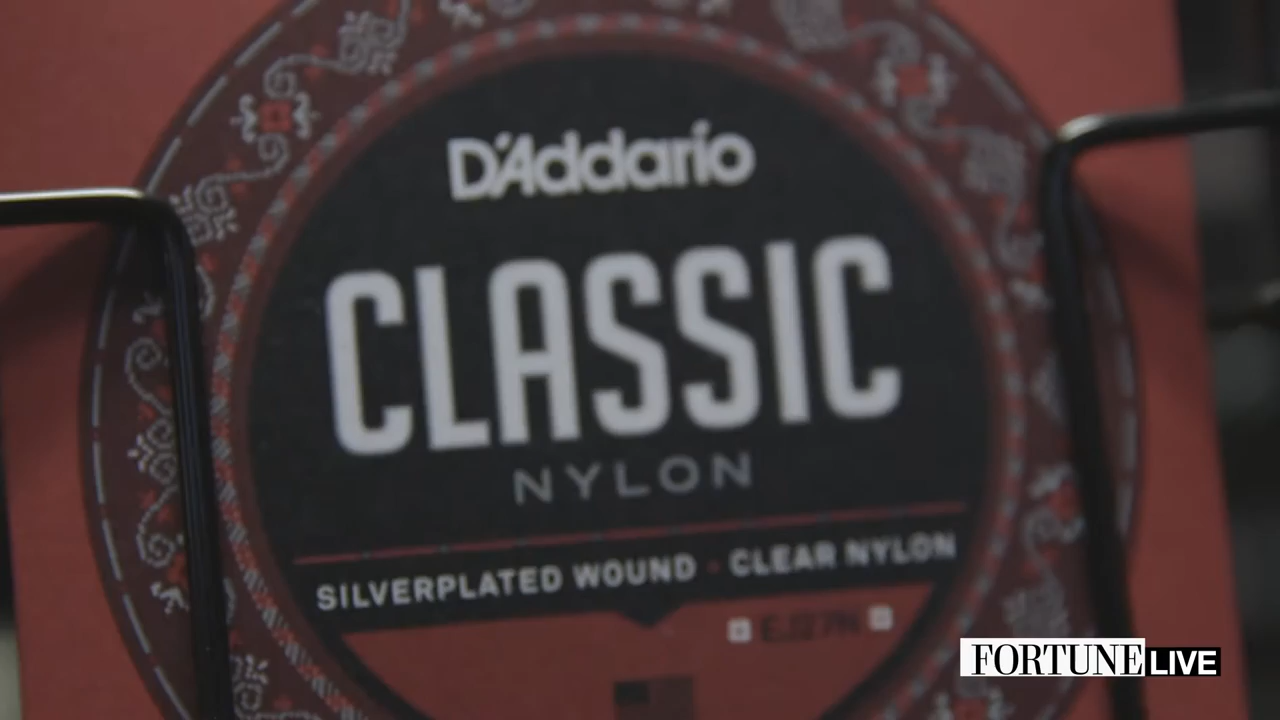 D'Addario
CLASSIC
NYLON
SILVERPLATED WOUND · CLEAR NYLON
FORTUNE LIVE